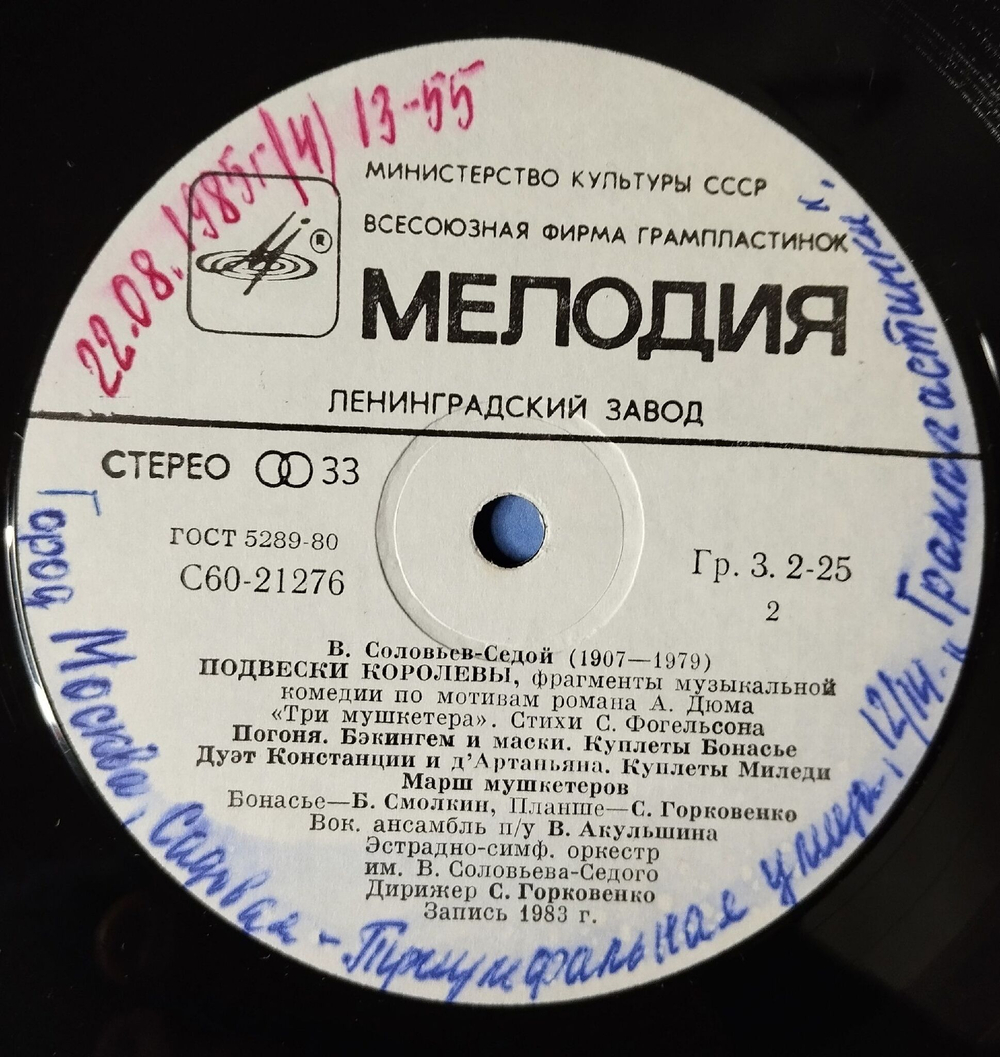 22.08.1985г. (ч) 13-55
МИНИСТЕРСТВО КУЛЬТУРЫ СССР
ВСЕСОЮЗНАЯ ФИРМА ГРАМПЛАСТИНОК
®
МЕЛОДИЯ
ЛЕНИНГРАДСКИЙ ЗАВОД
СТЕРЕО 33
ГОСТ 5289-80
С60-21276
Гр. 3. 2-25
2
В. Соловьев-Седой (1907—1979)
ПОДВЕСКИ КОРОЛЕВЫ, фрагменты музыкальной
комедии по мотивам романа А. Дюма
«Три мушкетера». Стихи С. Фогельсона
Погоня. Бэкингем и маски. Куплеты Бонасье
Дуэт Констанции и д’Артаньяна. Куплеты Миледи
Марш мушкетеров
Бонасье—Б. Смолкин, Планше—С. Горковенко
Вок. ансамбль п/у В. Акульшина
Эстрадно-симф. оркестр
им. В. Соловьева-Седого
Дирижер С. Горковенко
Запись 1983 г.
Город Москва, Садовая - Триумфальная улица, 12/14. „Грампластинки